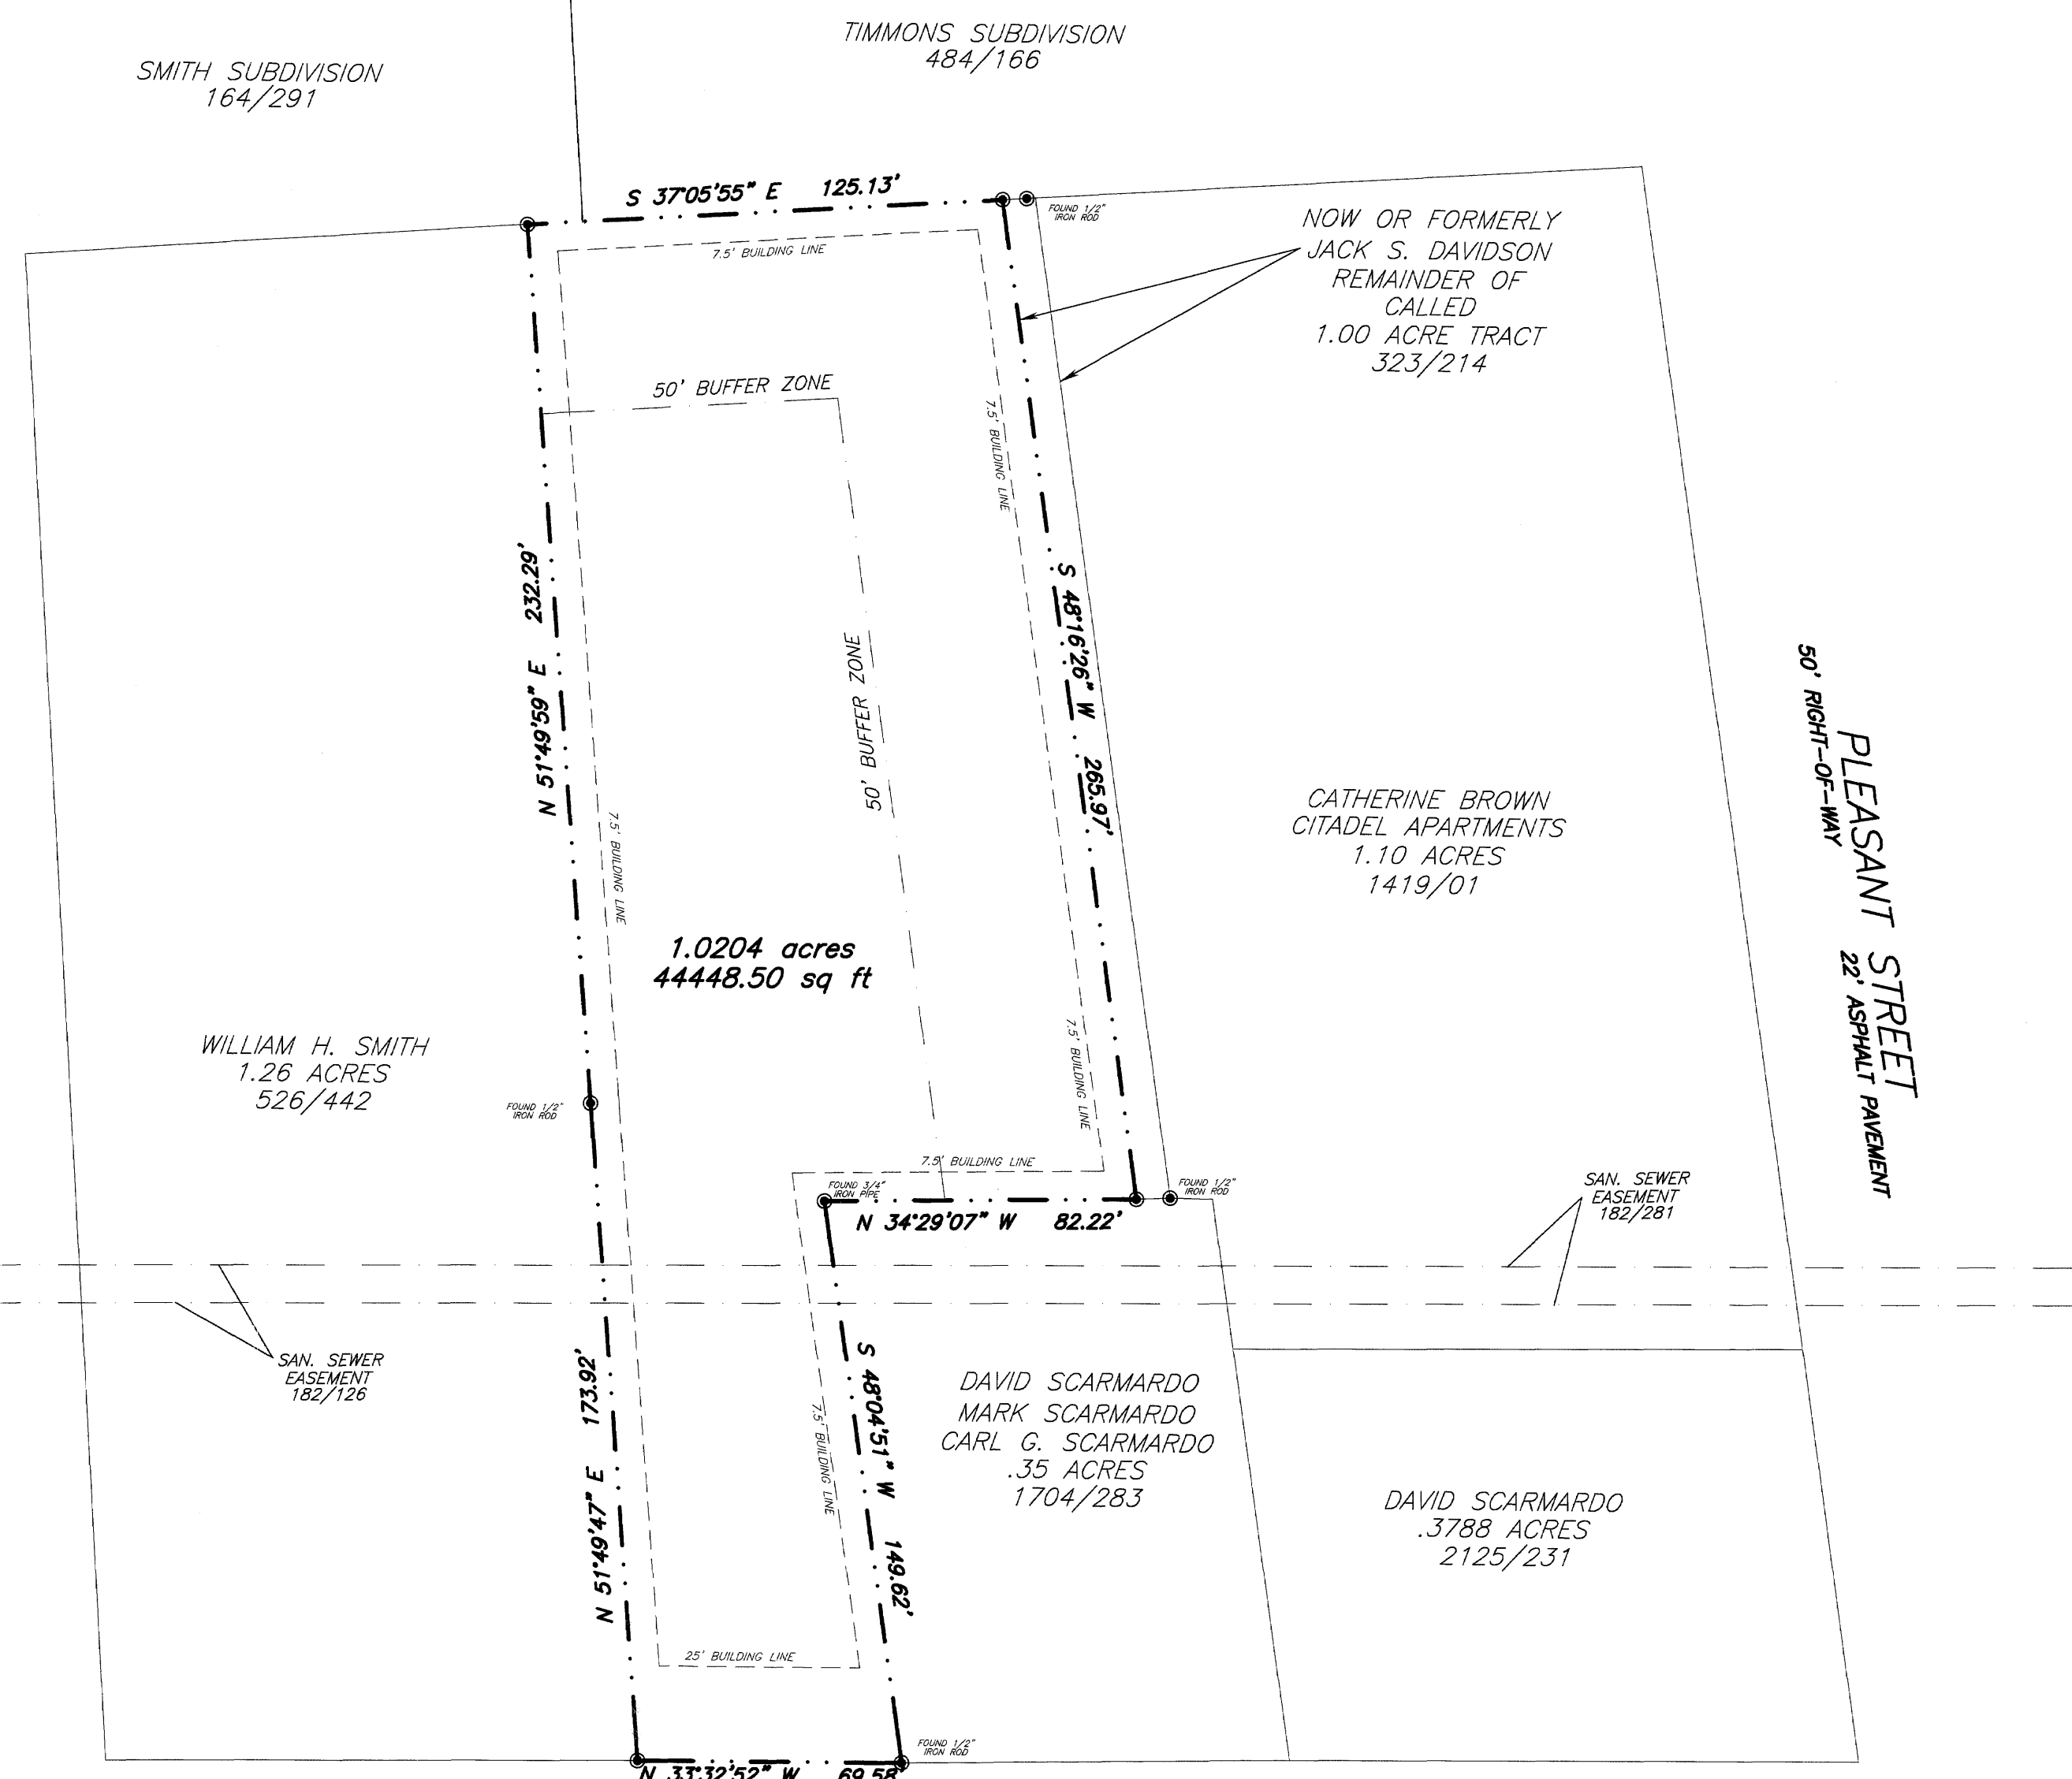 TIMMONS SUBDIVISION
484/166
SMITH SUBDIVISION
164/291
S 37°05'55" E 125.13'
FOUND 1/2"
IRON ROD
NOW OR FORMERLY
JACK S. DAVIDSON
REMAINDER OF
CALLED
1.00 ACRE TRACT
323/214
7.5' BUILDING LINE
50' BUFFER ZONE
7.5' BUILDING LINE
N 51°49'59" E 232.29'
50' BUFFER ZONE
S 48°16'26" W 265.97'
50' RIGHT-OF-WAY
PLEASANT STREET
22' ASPHALT PAVEMENT
CATHERINE BROWN
CITADEL APARTMENTS
1.10 ACRES
1419/01
7.5' BUILDING LINE
1.0204 acres
44448.50 sq ft
WILLIAM H. SMITH
1.26 ACRES
526/442
FOUND 1/2"
IRON ROD
7.5' BUILDING LINE
7.5' BUILDING LINE
FOUND 3/4"
IRON PIPE
FOUND 1/2"
IRON ROD
N 34°29'07" W 82.22'
SAN. SEWER
EASEMENT
182/281
SAN. SEWER
EASEMENT
182/126
N 51°49'47" E 173.92'
7.5' BUILDING LINE
S 48°04'51" W 149.62'
DAVID SCARMARDO
MARK SCARMARDO
CARL G. SCARMARDO
.35 ACRES
1704/283
DAVID SCARMARDO
.3788 ACRES
2125/231
25' BUILDING LINE
FOUND 1/2"
IRON ROD
N 33°32'52" W 69.58'